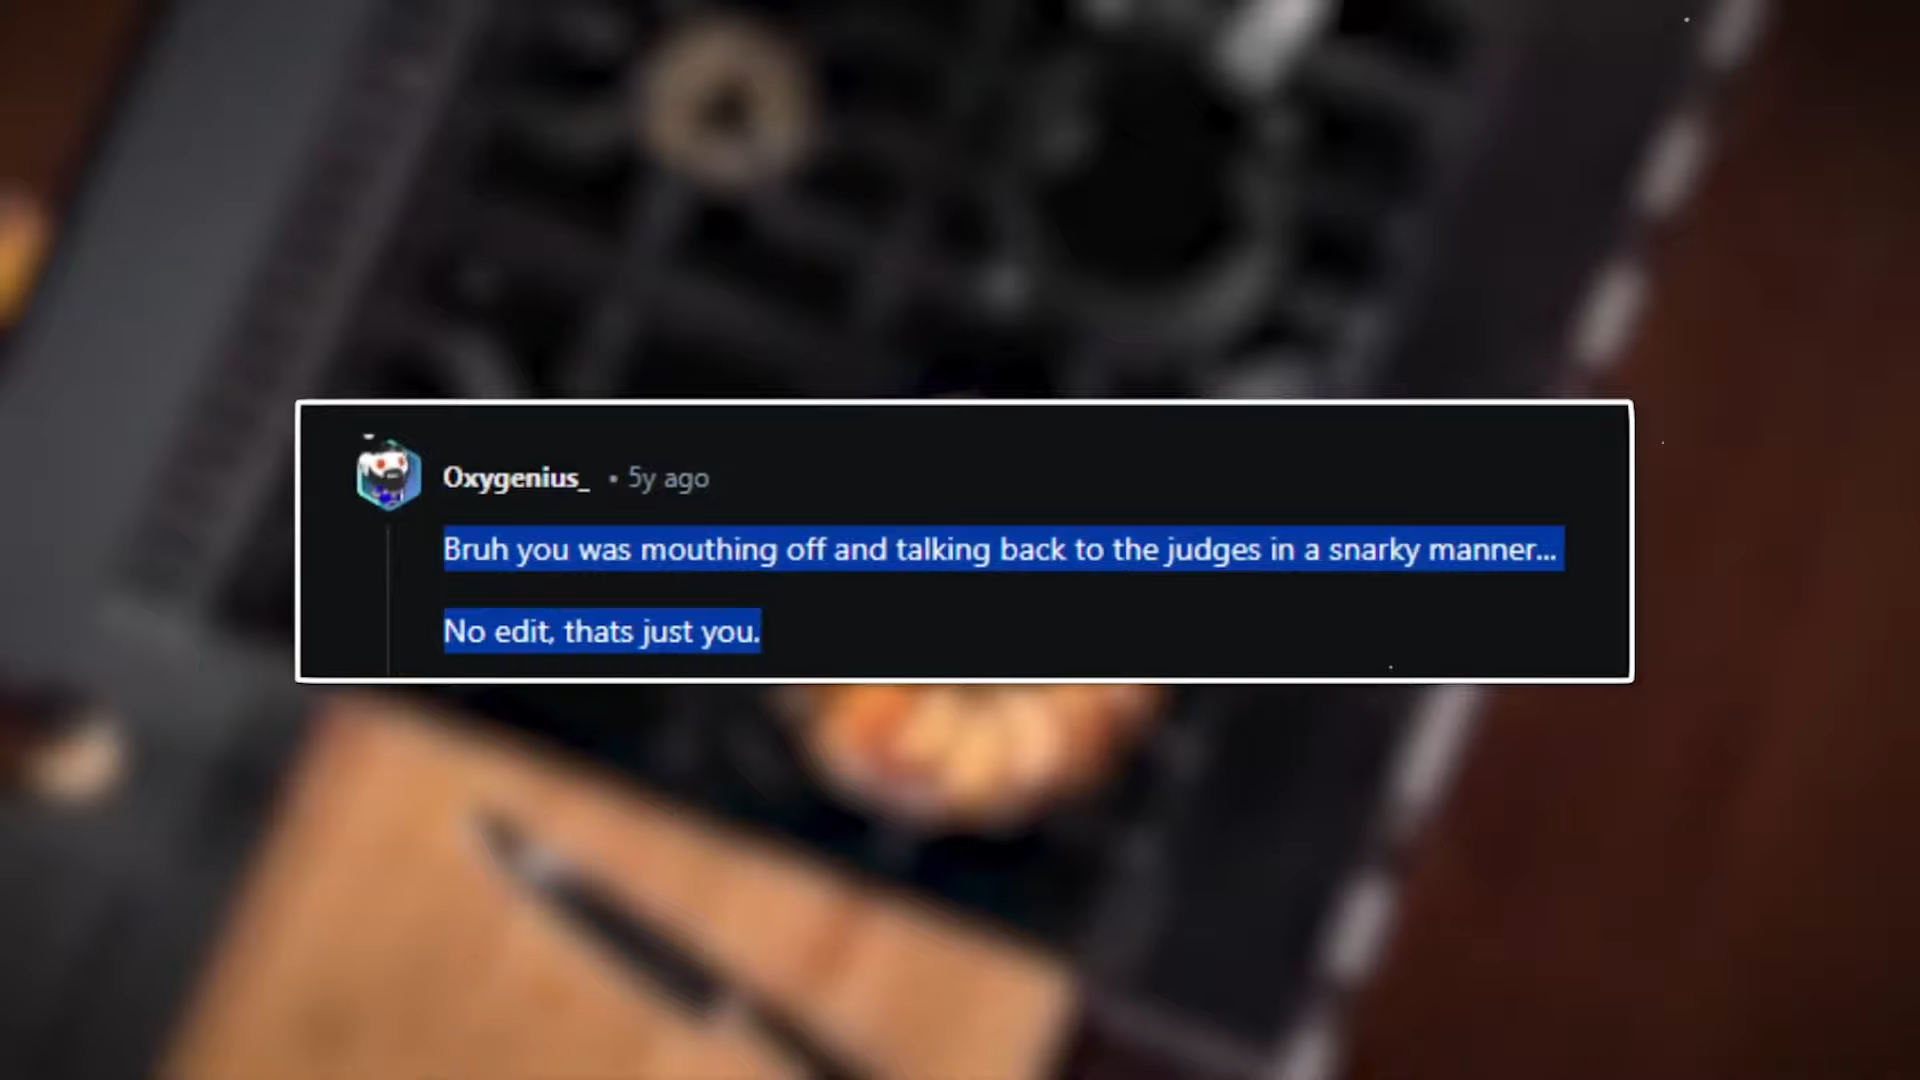 Oxygenius_ • 5y ago
Bruh you was mouthing off and talking back to the judges in a snarky manner...
No edit, thats just you.